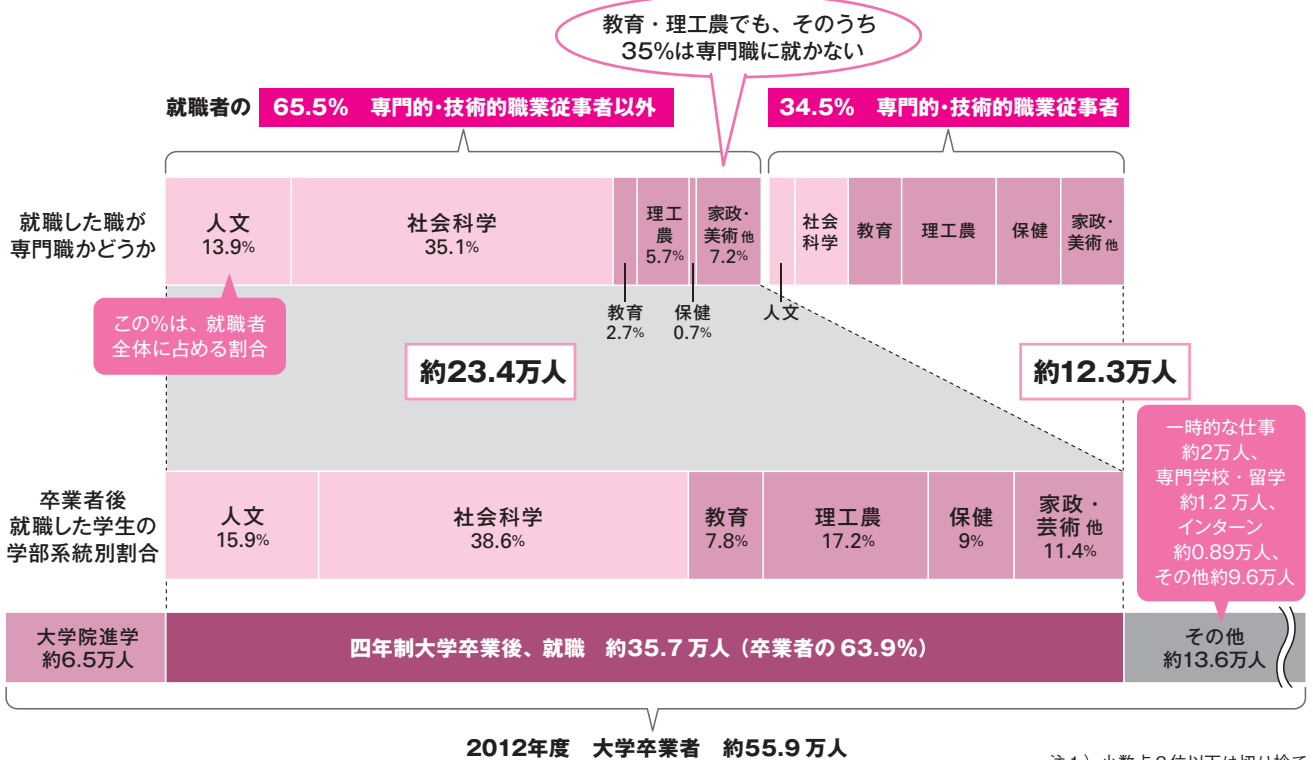 教育・理工農でも、そのうち
35%は専門職に就かない
就職者の 65.5% 専門的・技術的職業従事者以外
34.5% 専門的・技術的職業従事者
就職した職が
専門職かどうか
人文
13.9%
社会科学
35.1%
教育
2.7%
理工
農
5.7%
保健
0.7%
家政・
美術 他
7.2%
人文
社会
科学
教育
理工農
保健
家政・
美術 他
この%は、就職者
全体に占める割合
約23.4万人
約12.3万人
一時的な仕事
約2万人、
専門学校・留学
約1.2 万人、
インターン
約0.89万人、
その他約9.6万人
卒業者後
就職した学生の
学部系統別割合
人文
15.9%
社会科学
38.6%
教育
7.8%
理工農
17.2%
保健
9%
家政・
芸術 他
11.4%
大学院進学
約6.5万人
四年制大学卒業後、就職 約35.7 万人（卒業者の 63.9%）
その他
約13.6万人
2012年度 大学卒業者 約55.9 万人